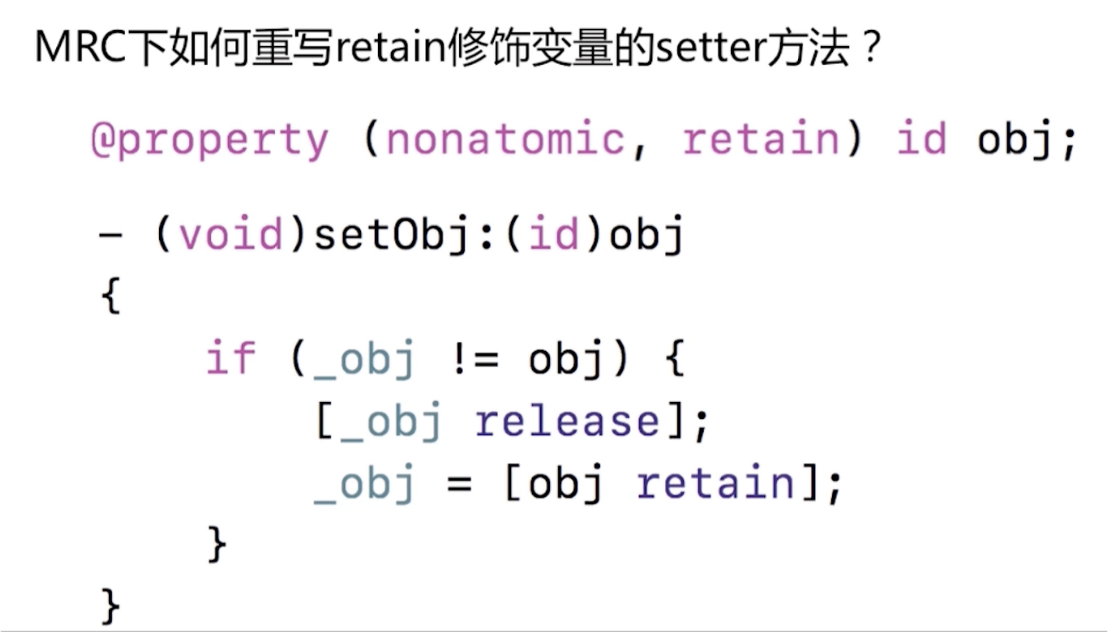 MRC下如何重写retain修饰变量的setter方法？
@property (nonatomic, retain) id obj;
- (void)setObj:(id)obj
{
    if (_obj != obj) {
        [_obj release];
        _obj = [obj retain];
    }
}